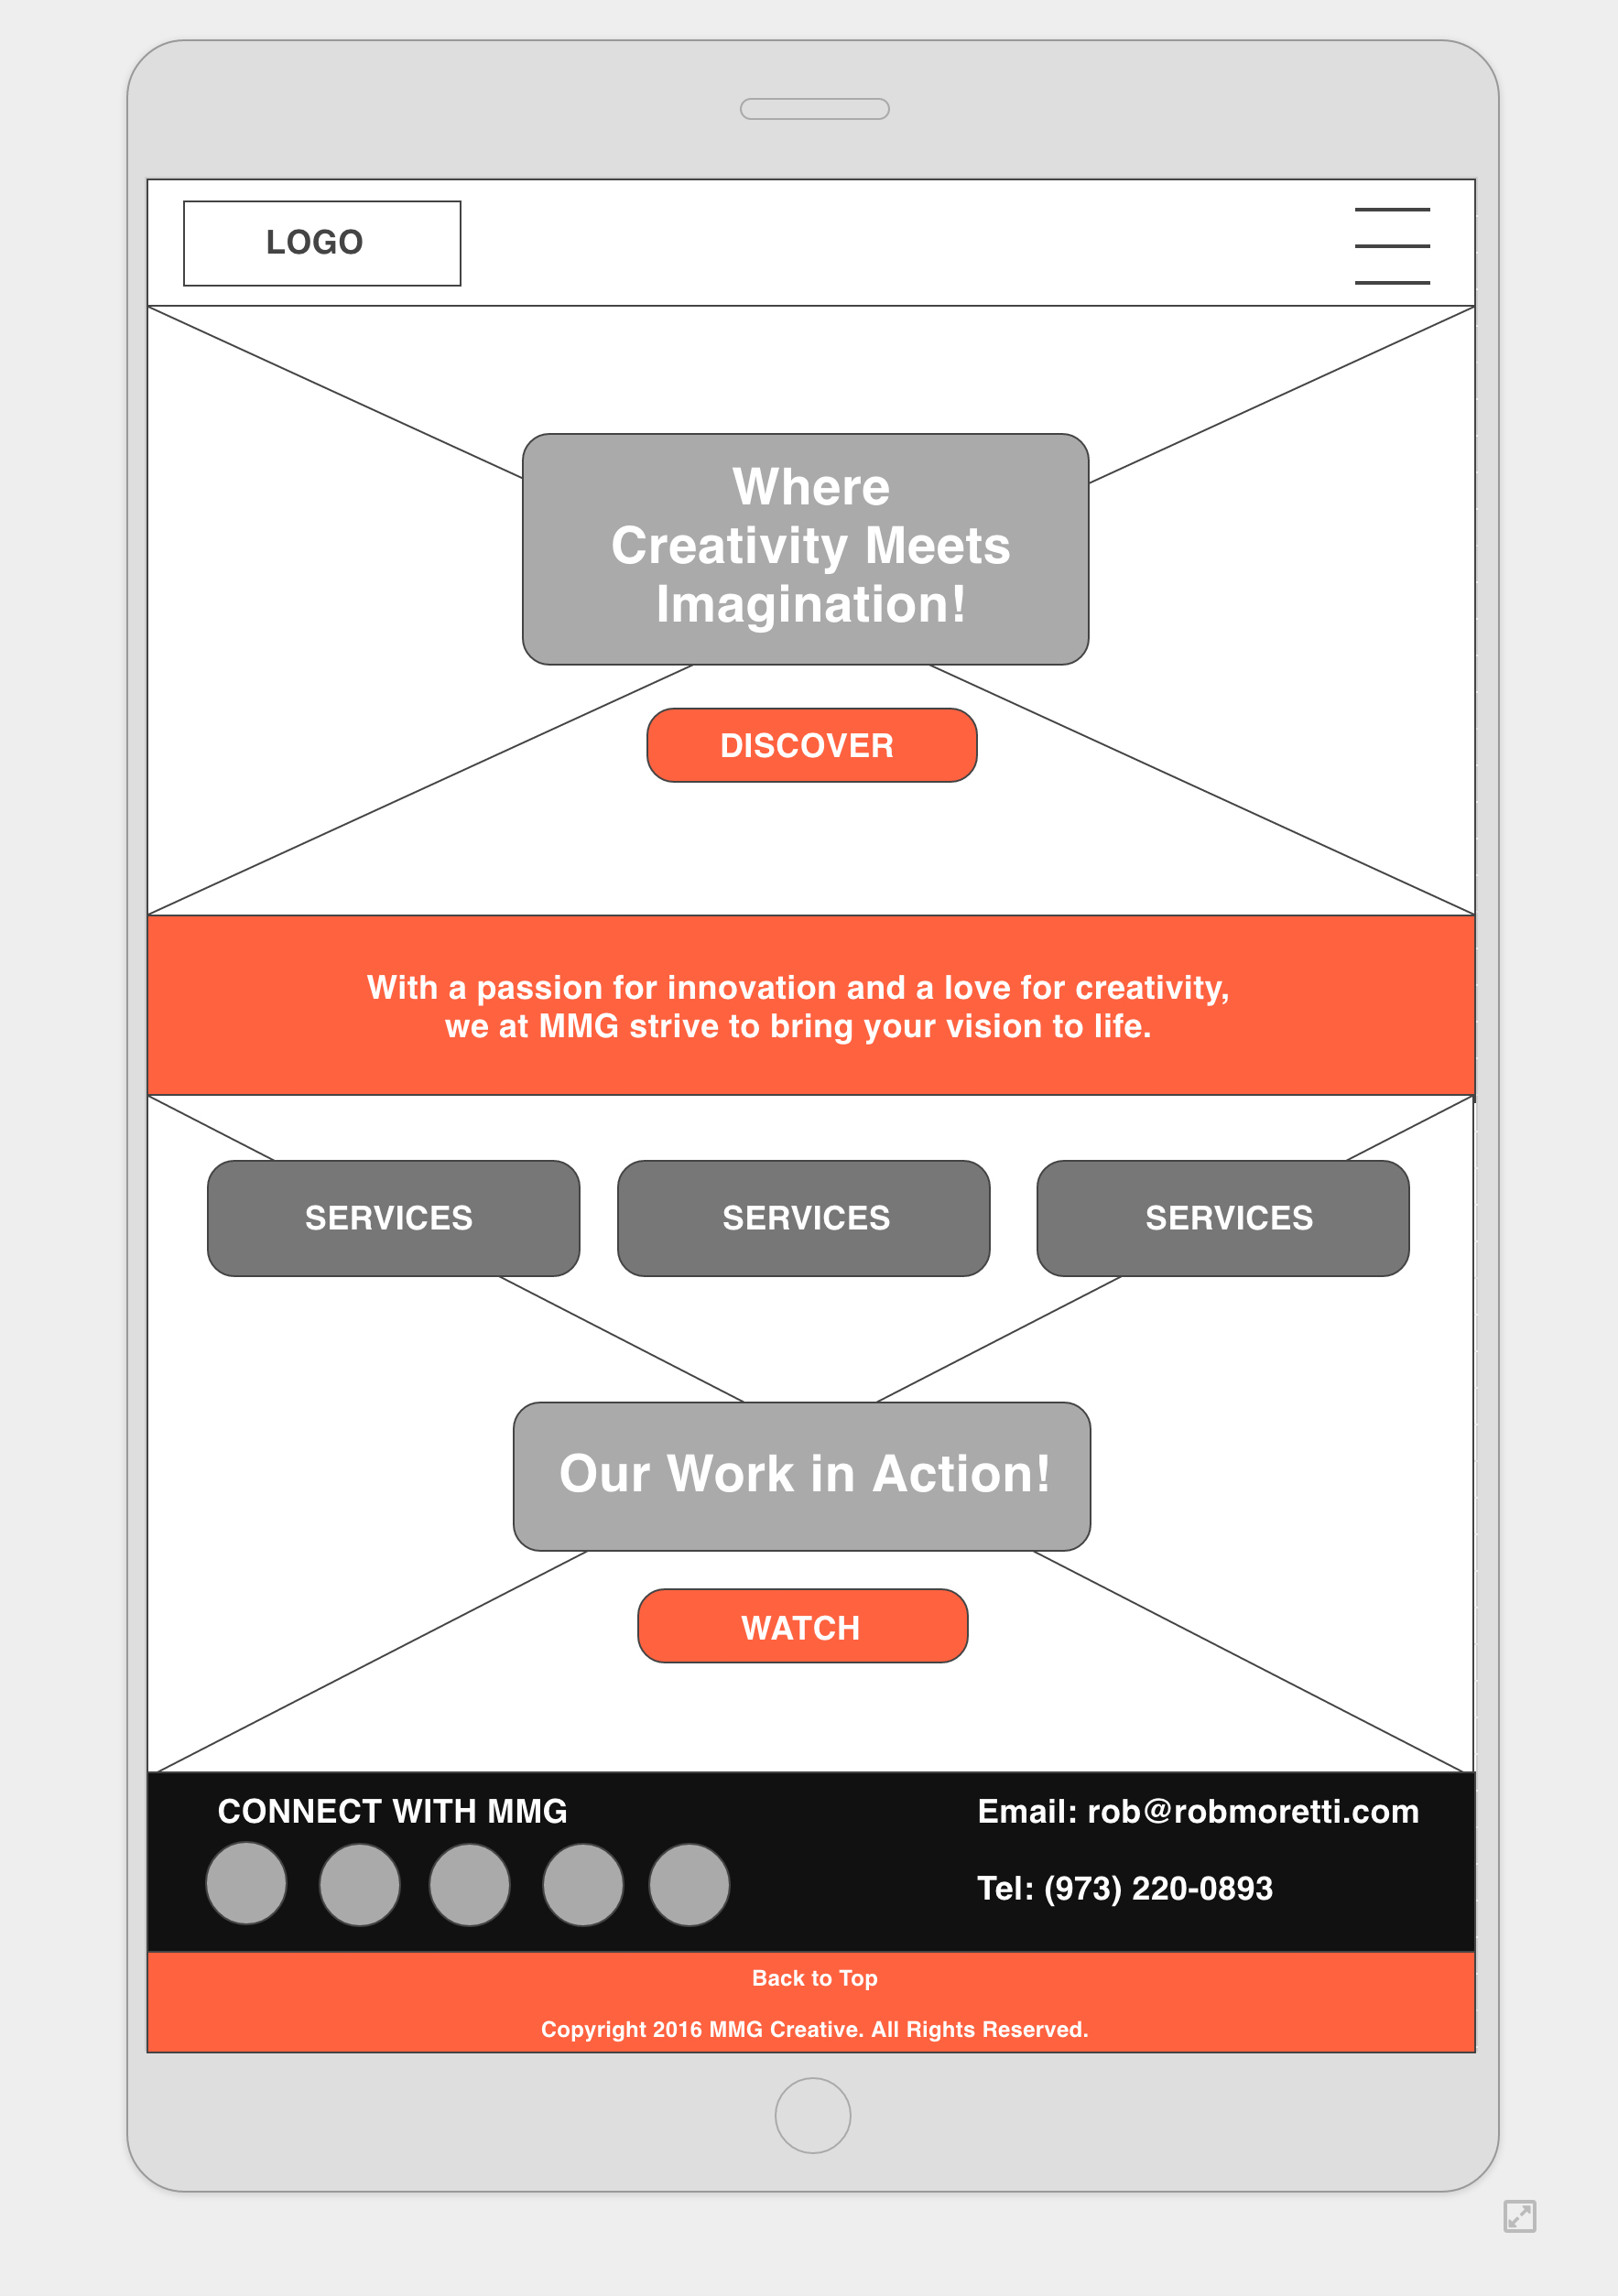 LOGO
Where
Creativity Meets
Imagination!
DISCOVER
With a passion for innovation and a love for creativity,
we at MMG strive to bring your vision to life.
SERVICES
SERVICES
SERVICES
Our Work in Action!
WATCH
CONNECT WITH MMG
Email: rob@robmoretti.com
Tel: (973) 220-0893
Back to Top
Copyright 2016 MMG Creative. All Rights Reserved.